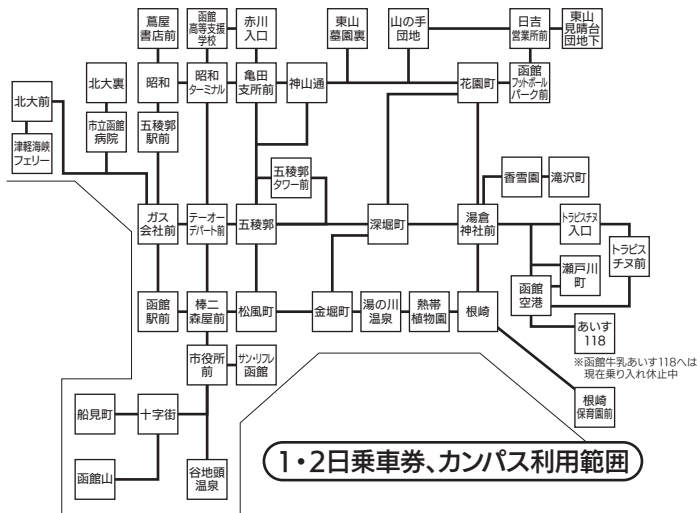 蔦屋
書店前
函館
高等支援
学校
赤川
入口
東山
墓園裏
山の手
団地
日吉
営業所前
東山
見晴台
団地下
北大前
北大裏
昭和
昭和
ターミナル
亀田
支所前
神山通
花園町
函館
フットボール
パーク前
津軽海峡
フェリー
市立函館
病院
五稜郭
駅前
五稜郭
タワー前
香雪園
滝沢町
ガス
会社前
テーオー
デパート前
五稜郭
深堀町
湯倉
神社前
トラピスチヌ
入口
トラピス
チヌ前
瀬戸川
町
函館
空港
函館
駅前
棒二
森屋前
松風町
金堀町
湯の川
温泉
熱帯
植物園
根崎
あいす
118
※函館牛乳あいす118へは
現在乗り入れ休止中
市役所
前
サン・リフレ
函館
船見町
十字街
根崎
保育園前
函館山
谷地頭
温泉
1・2日乗車券、カンパス利用範囲